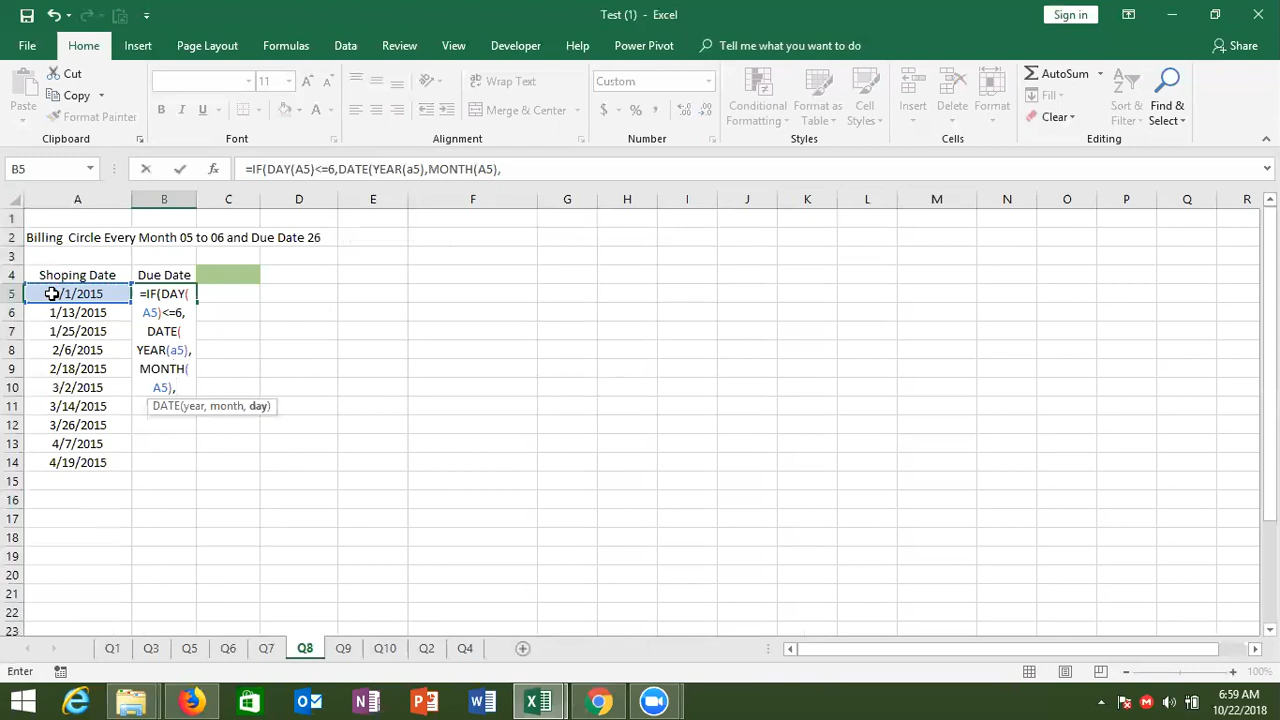 Test (1) - Excel
Sign in
File Home Insert Page Layout Formulas Data Review View Developer Help Power Pivot Tell me what you want to do Share
Paste
Cut
Copy
Format Painter
Clipboard
11
Font
Wrap Text
Merge & Center
Alignment
Custom
Number
Conditional Formatting
Format as Table
Cell Styles
Styles
Insert Delete Format
Cells
AutoSum
Fill
Clear
Sort & Filter
Find & Select
Editing
B5
=IF(DAY(A5)<=6,DATE(YEAR(a5),MONTH(A5),
A B C D E F G H I J K L M N O P Q R
1
2 Billing Circle Every Month 05 to 06 and Due Date 26
3
4 Shoping Date Due Date
5 /1/2015 =IF(DAY(
6 1/13/2015 A5)<=6,
7 1/25/2015 DATE(
8 2/6/2015 YEAR(a5),
9 2/18/2015 MONTH(
10 3/2/2015 A5),
11 3/14/2015 DATE(year, month, day)
12 3/26/2015
13 4/7/2015
14 4/19/2015
15
16
17
18
19
20
21
22
23
Q1 Q3 Q5 Q6 Q7 Q8 Q9 Q10 Q2 Q4
Enter
100%
6:59 AM
10/22/2018